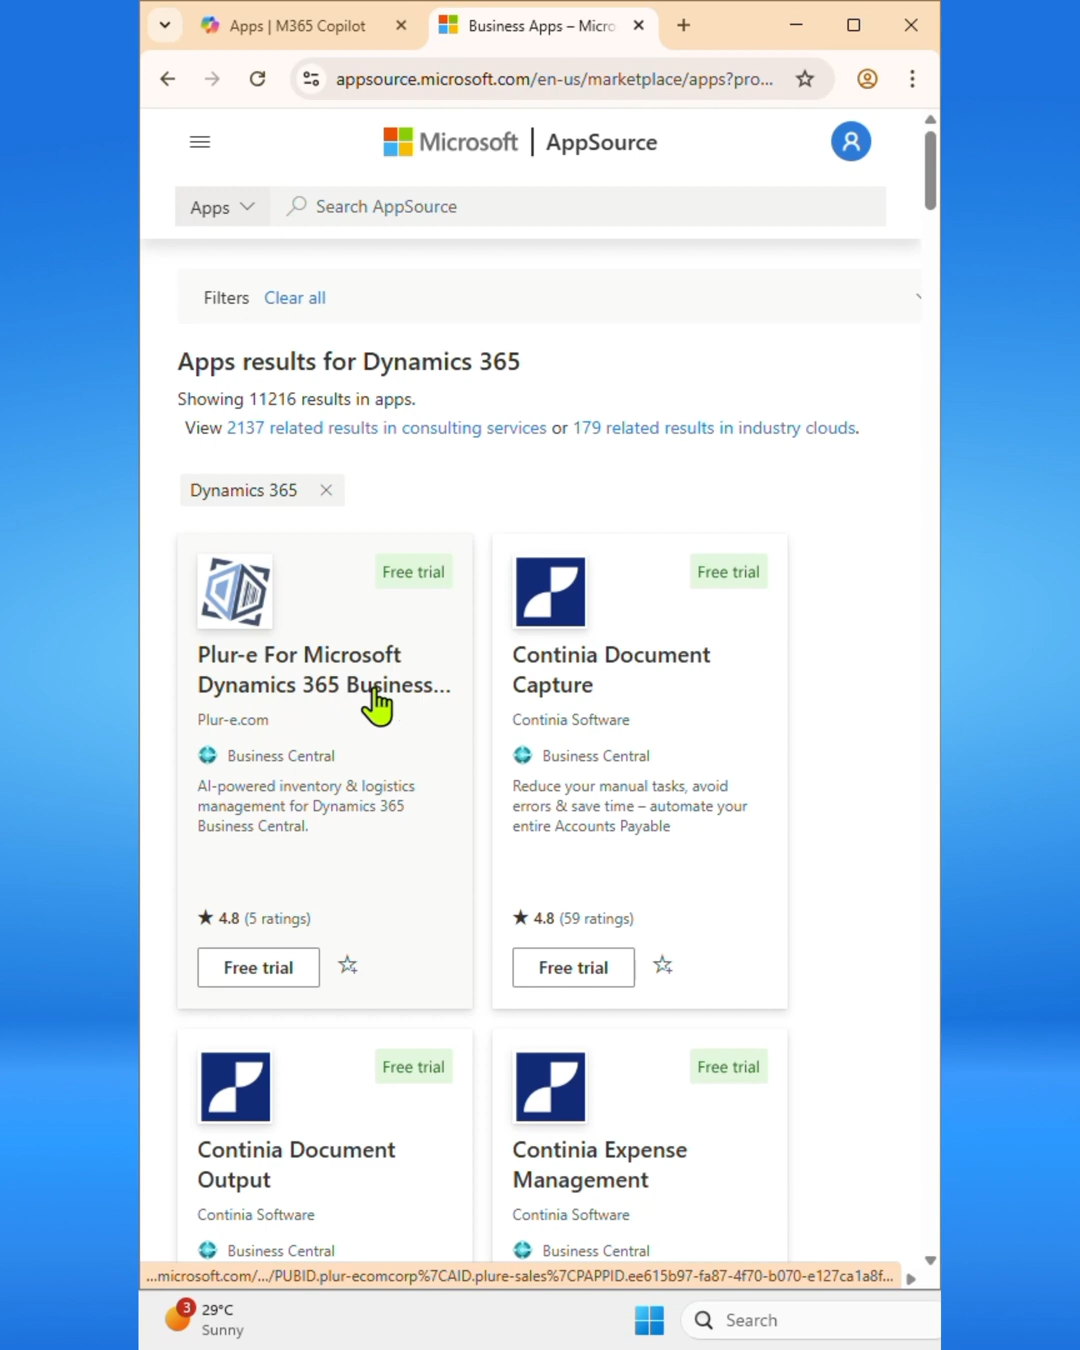 Apps | M365 Copilot
Business Apps – Micro
appsource.microsoft.com/en-us/marketplace/apps?pro...
Microsoft | AppSource
Apps
Search AppSource
Filters Clear all
Apps results for Dynamics 365
Showing 11216 results in apps.
View 2137 related results in consulting services or 179 related results in industry clouds.
Dynamics 365
Free trial
Plur-e For Microsoft
Dynamics 365 Business...
Plur-e.com
Business Central
AI-powered inventory & logistics
management for Dynamics 365
Business Central.
4.8 (5 ratings)
Free trial
Free trial
Continia Document
Capture
Continia Software
Business Central
Reduce your manual tasks, avoid
errors & save time – automate your
entire Accounts Payable
4.8 (59 ratings)
Free trial
Free trial
Continia Document
Output
Continia Software
Business Central
Free trial
Continia Expense
Management
Continia Software
Business Central
...microsoft.com/.../PUBID.plur-ecomcorp%7CAID.plure-sales%7CPAPPID.ee615b97-fa87-4f70-b070-e127ca1a8f...
3
29°C
Sunny
Search